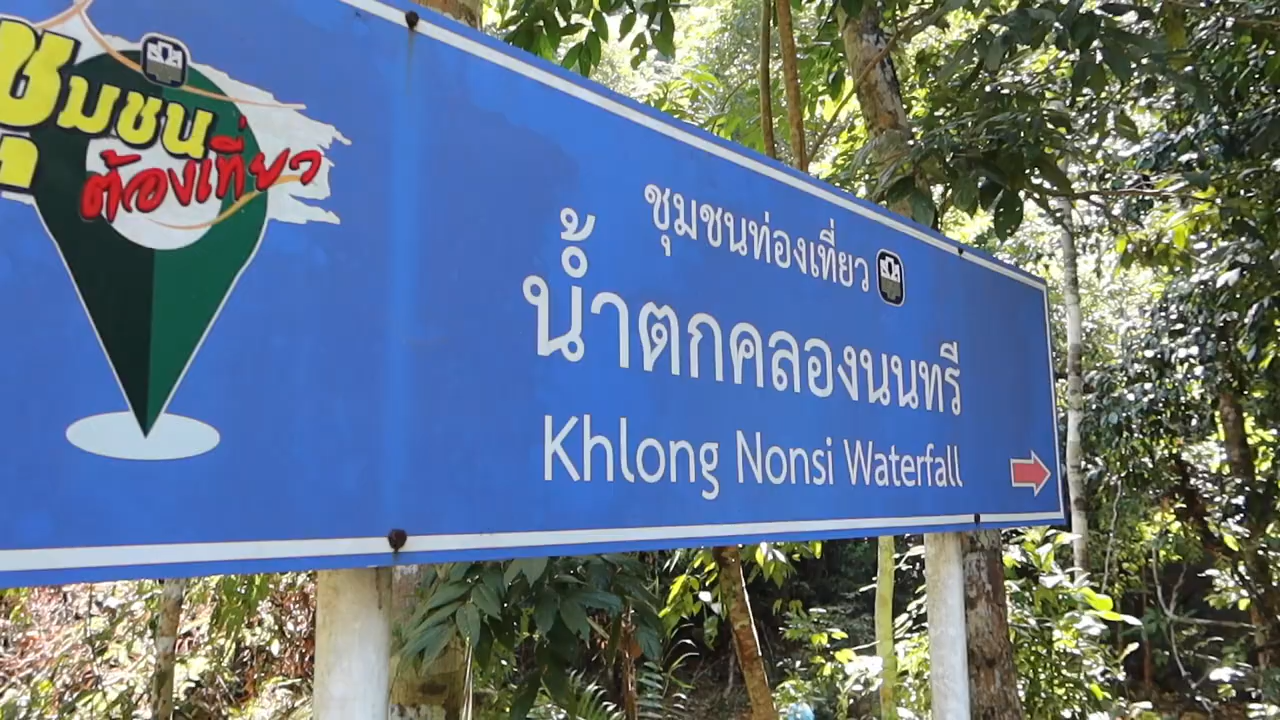 ชุมชน
ต้องเที่ยว
ชุมชนท่องเที่ยว
น้ำตกคลองนนทรี
Khlong Nonsi Waterfall